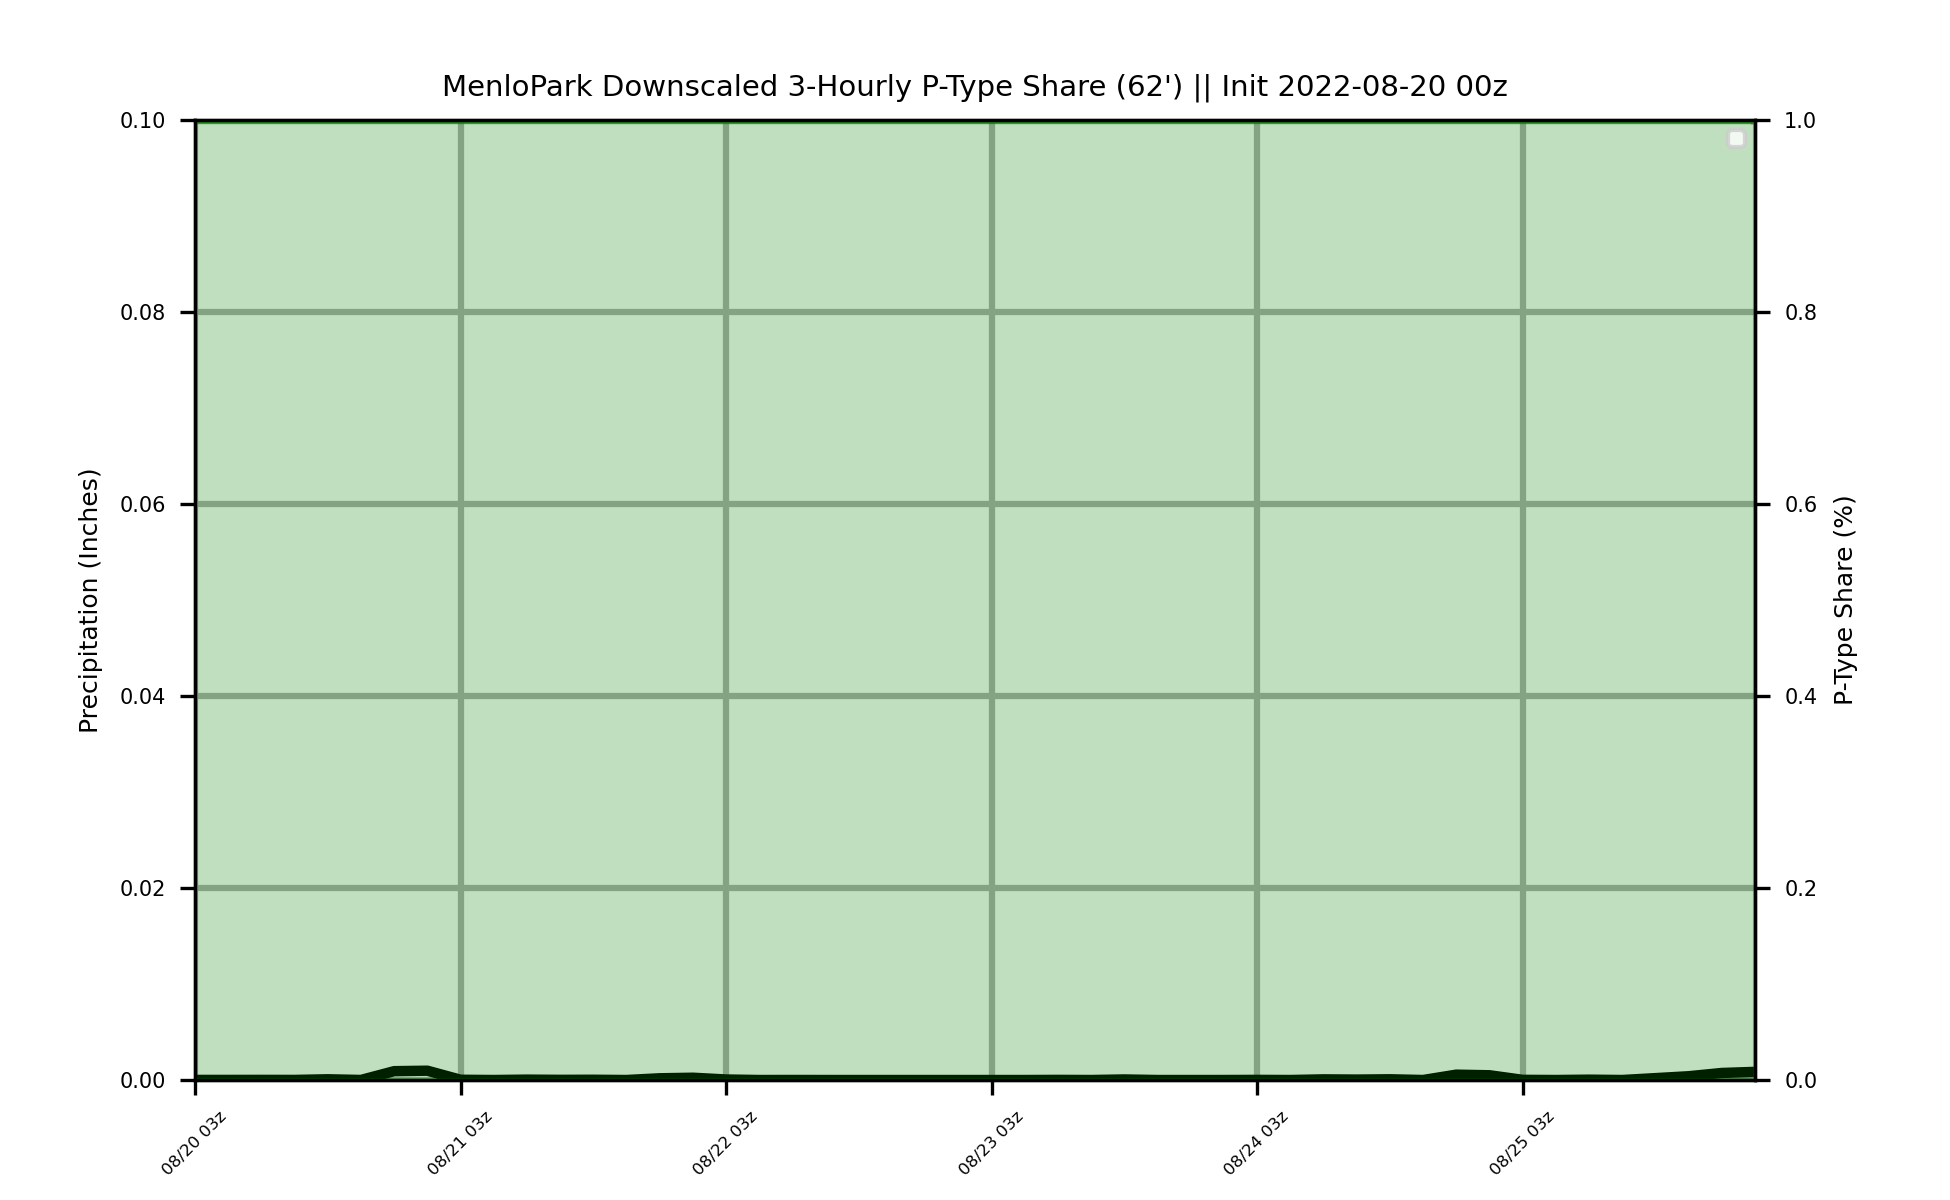 MenloPark Downscaled 3-Hourly P-Type Share (62') || Init 2022-08-20 00z
Precipitation (Inches)
0.10
0.08
0.06
0.04
0.02
0.00
1.0
0.8
0.6
0.4
0.2
0.0
P-Type Share (%)
08/20 03z
08/21 03z
08/22 03z
08/23 03z
08/24 03z
08/25 03z